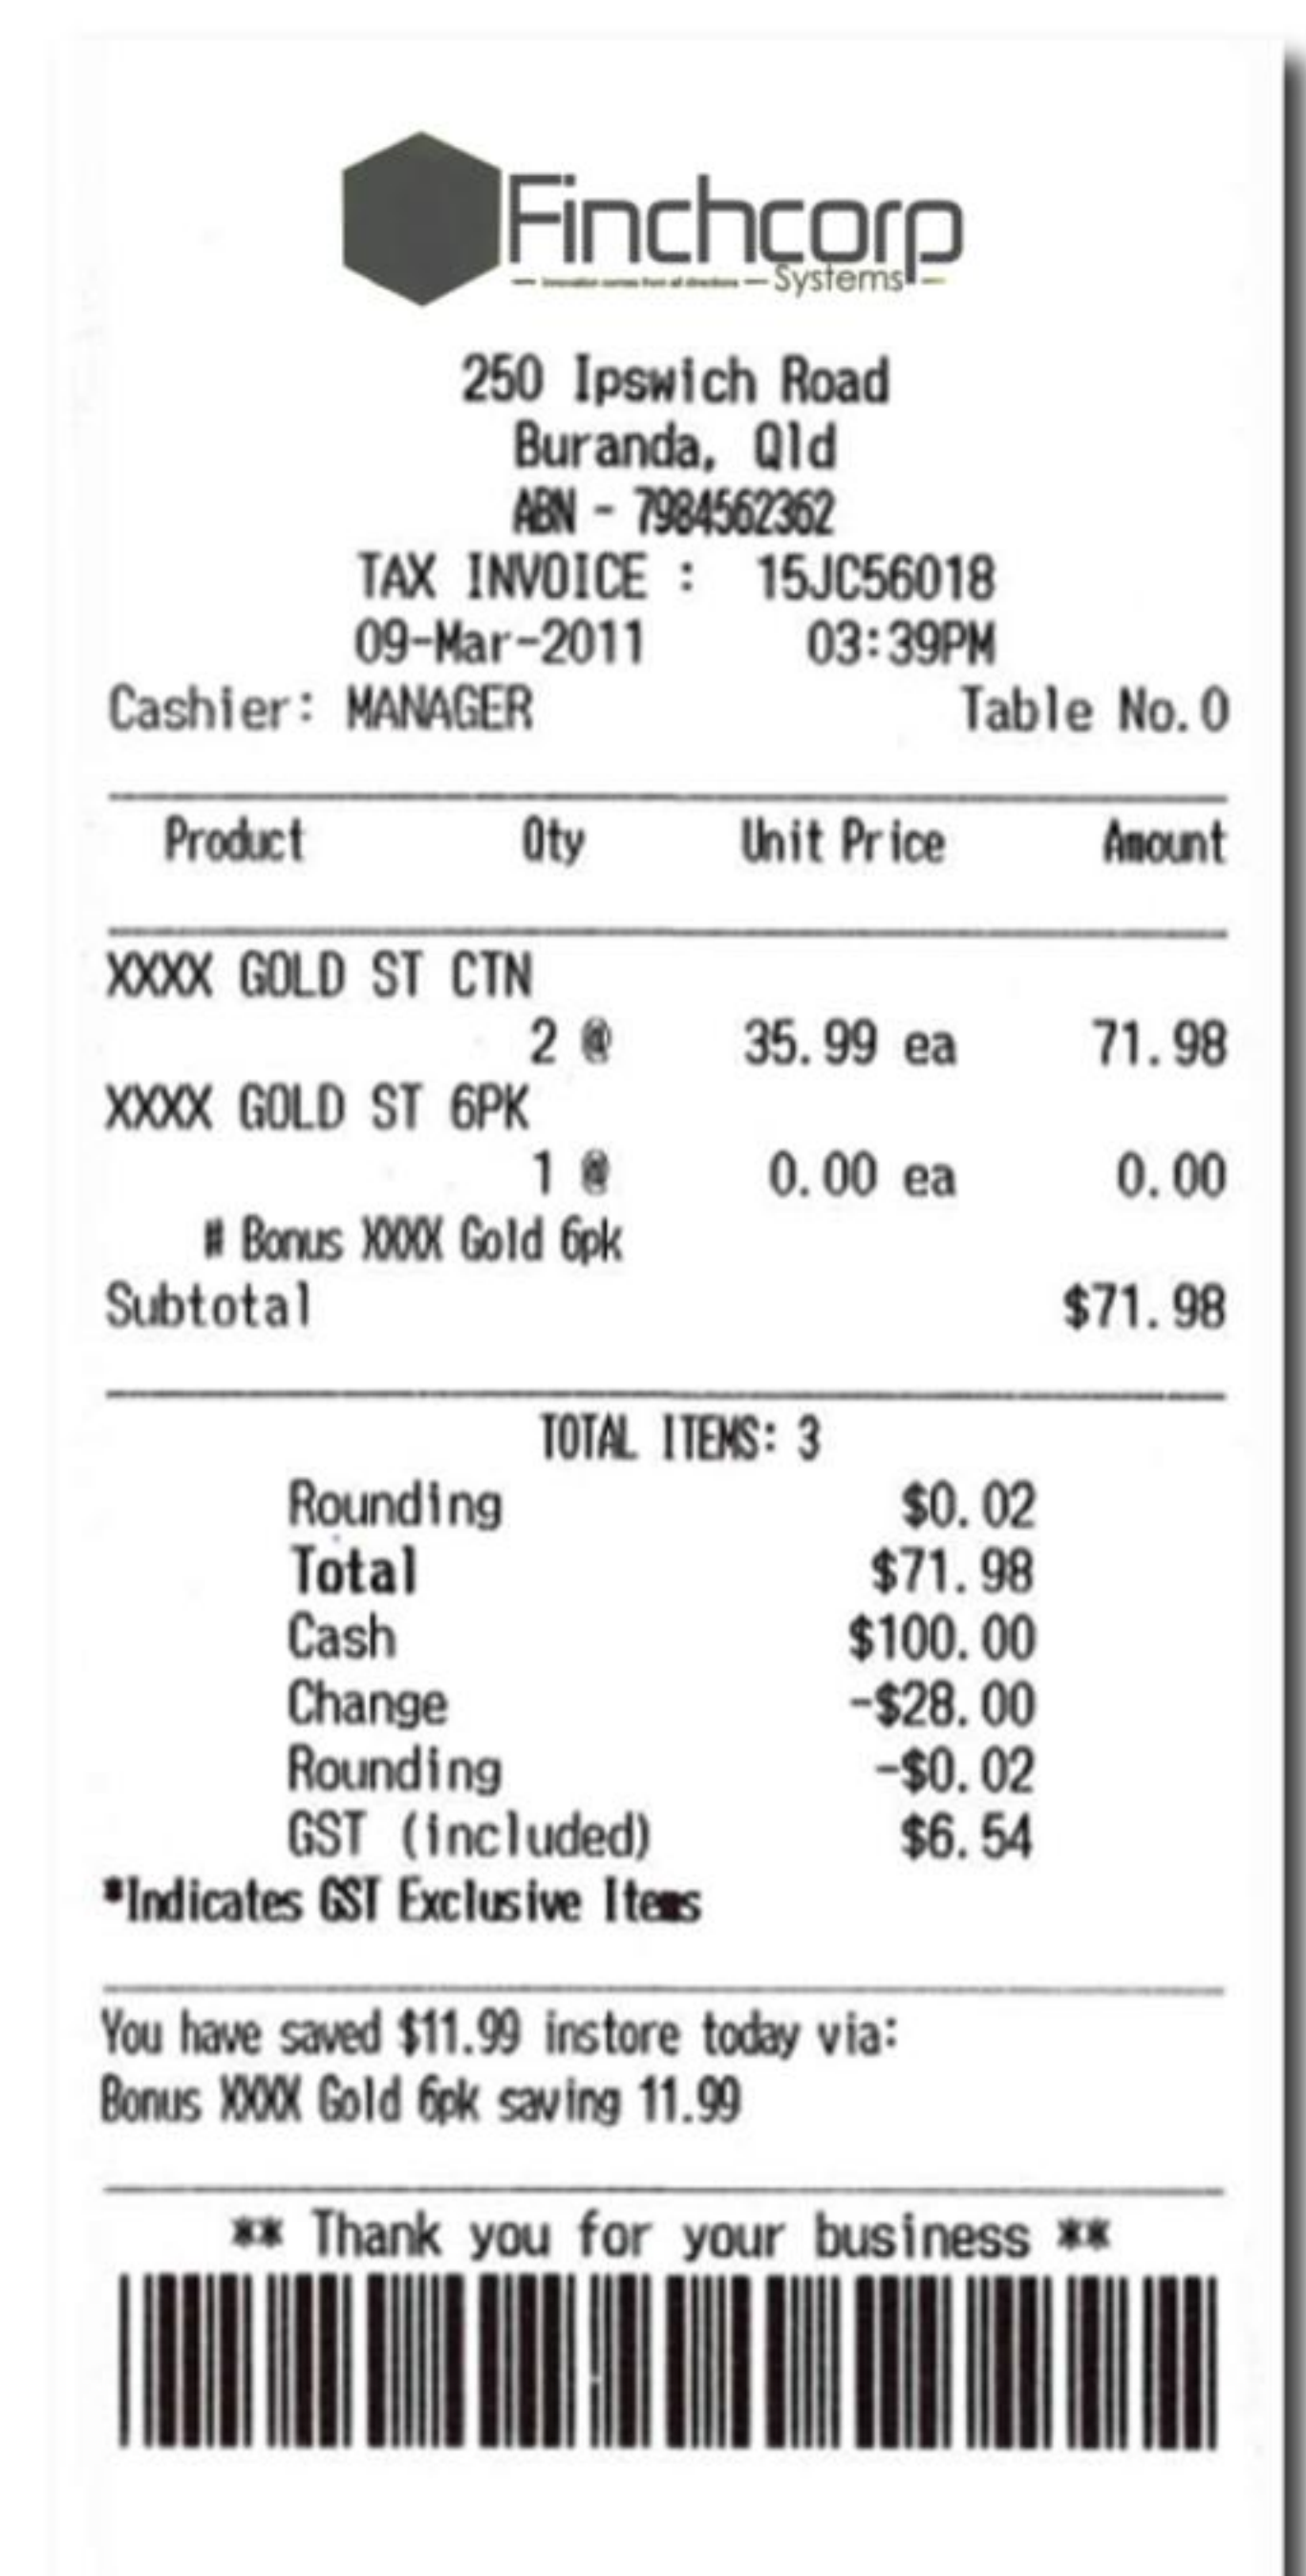 Finchcorp
Innovation comes from all directions Systems
250 Ipswich Road
Buranda, Qld
ABN - 7984562362
TAX INVOICE : 15JC56018
09-Mar-2011 03:39PM
Cashier: MANAGER Table No.0
Product Qty Unit Price Amount
XXXX GOLD ST CTN
2 @ 35.99 ea 71.98
XXXX GOLD ST 6PK
1 @ 0.00 ea 0.00
# Bonus XXXX Gold 6pk
Subtotal $71.98
TOTAL ITEMS: 3
Rounding $0.02
Total $71.98
Cash $100.00
Change -$28.00
Rounding -$0.02
GST (included) $6.54
*Indicates GST Exclusive Items
You have saved $11.99 instore today via:
Bonus XXXX Gold 6pk saving 11.99
** Thank you for your business **